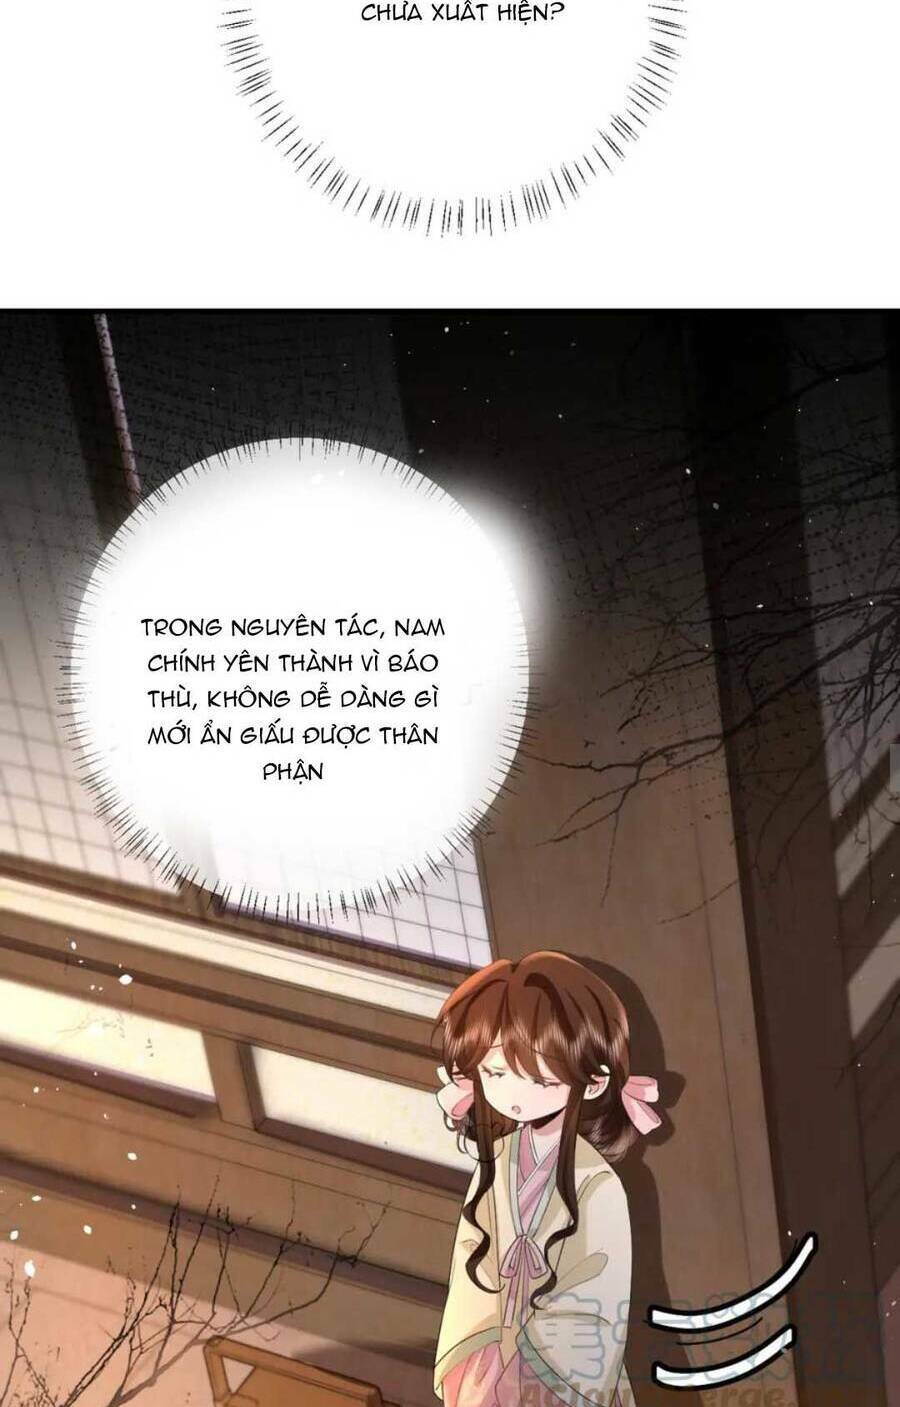 CHƯA XUẤT HIỆN?
TRONG NGUYÊN TÁC, NAM
CHÍNH YÊN THÀNH VÌ BÁO
THÙ, KHÔNG DỄ DÀNG GÌ
MỚI ẨN GIẤU ĐƯỢC THÂN
PHẬN